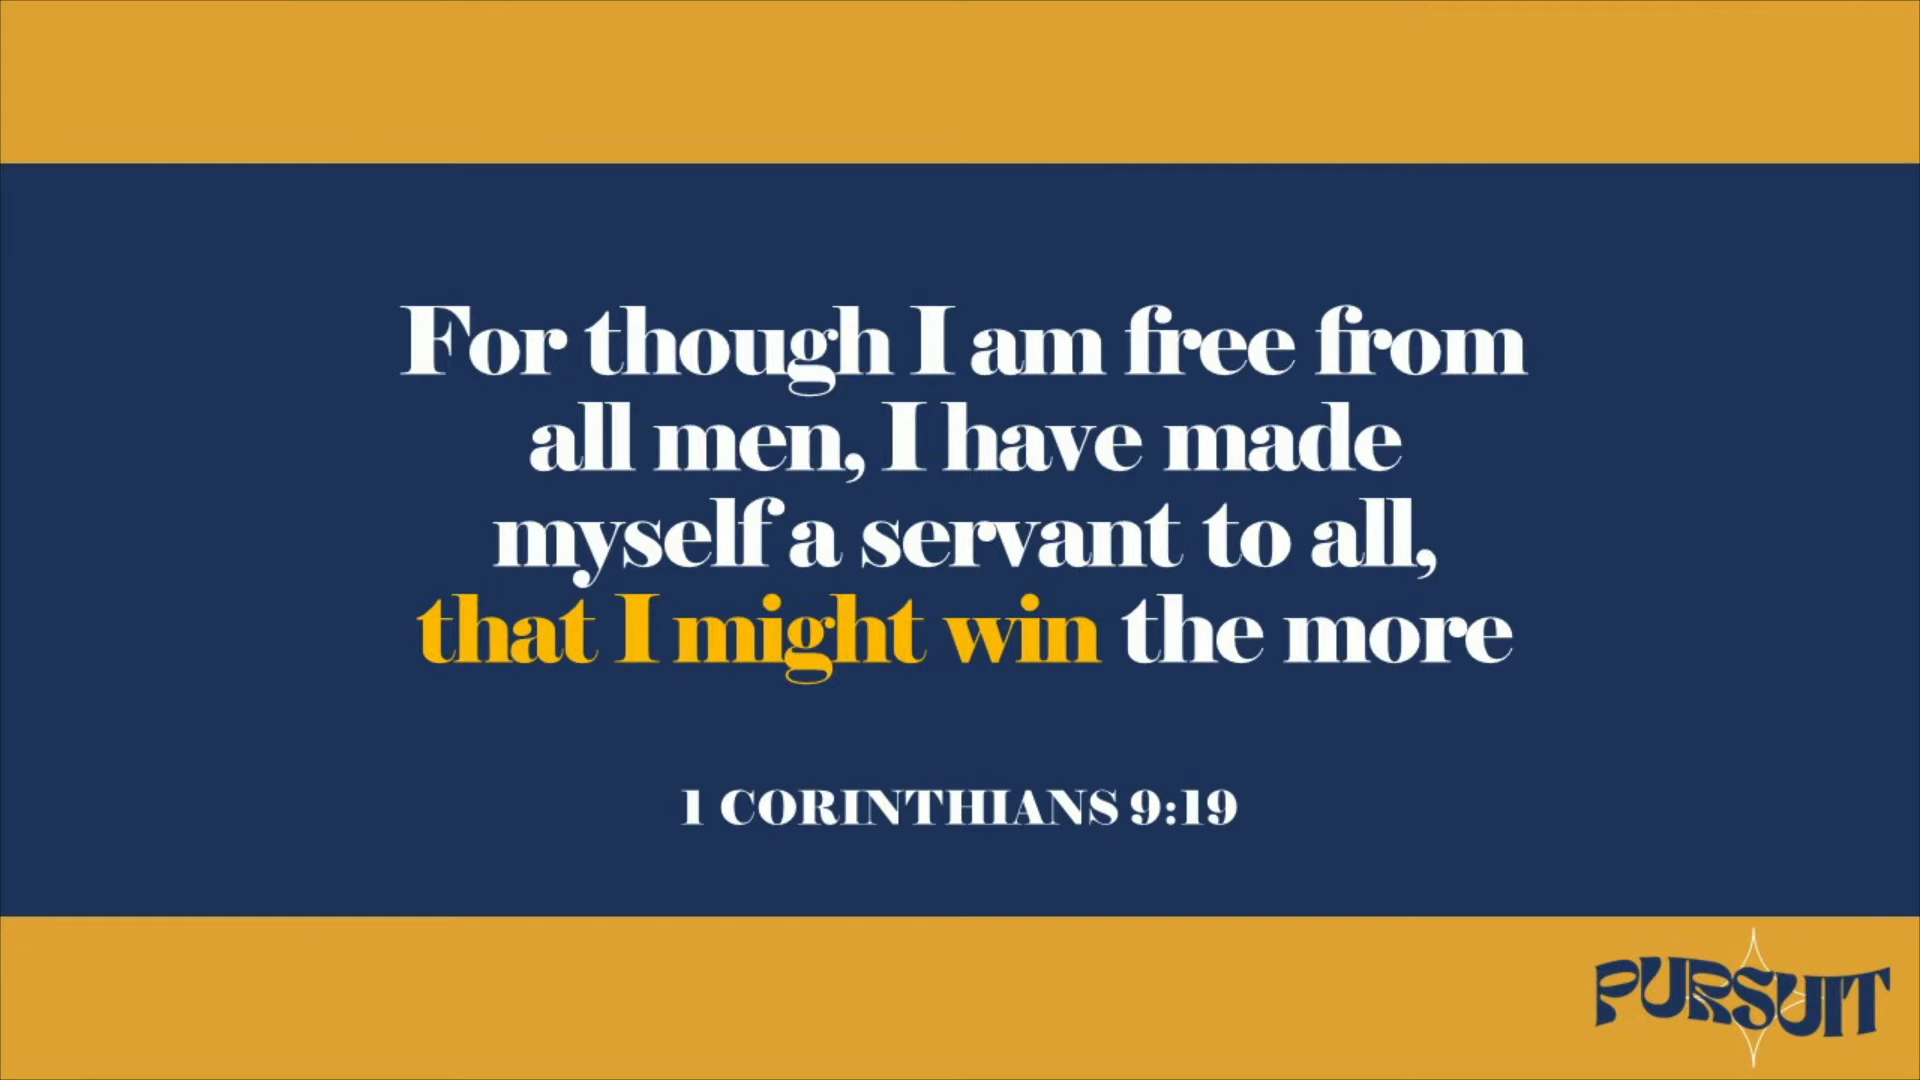 For though I am free from
all men, I have made
myself a servant to all,
that I might win the more
1 CORINTHIANS 9:19
PURSUIT